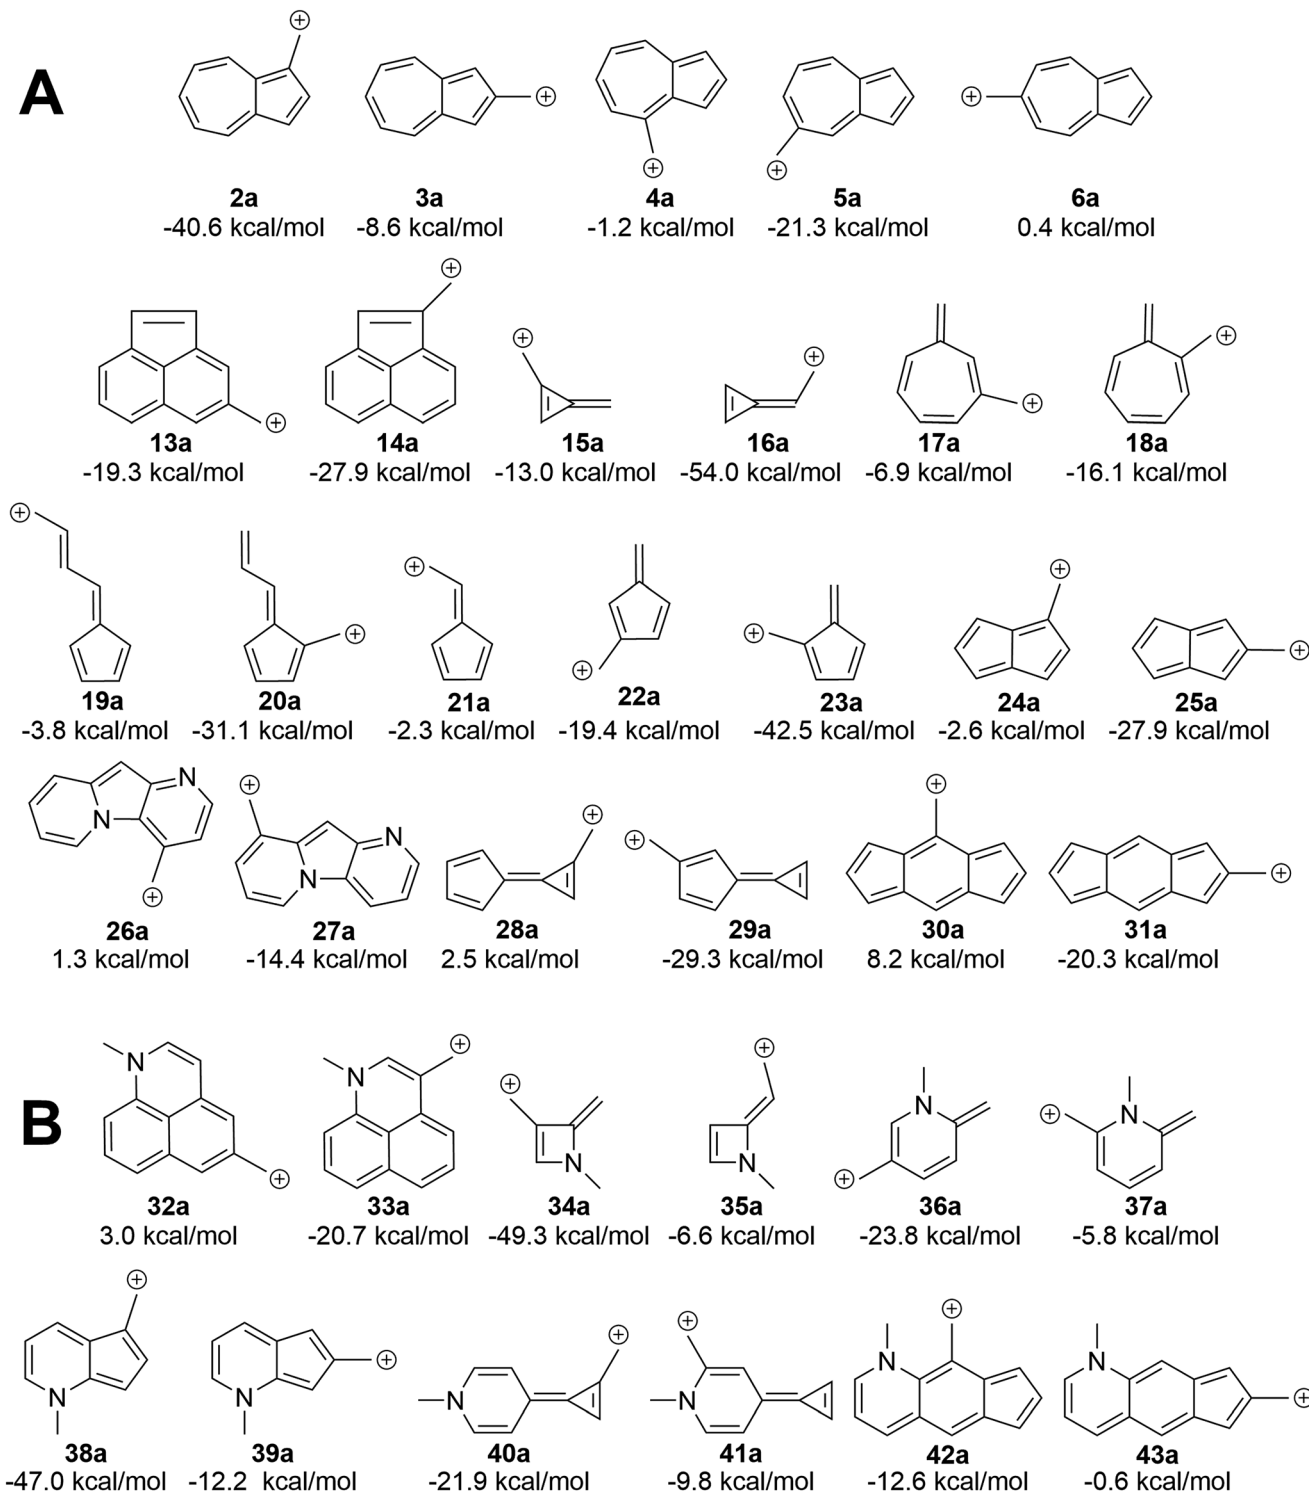 A
⊕ ⊕ ⊕ ⊕ ⊕
2a 3a 4a 5a 6a
-40.6 kcal/mol -8.6 kcal/mol -1.2 kcal/mol -21.3 kcal/mol 0.4 kcal/mol
⊕ ⊕ ⊕ ⊕ ⊕ ⊕
13a 14a 15a 16a 17a 18a
-19.3 kcal/mol -27.9 kcal/mol -13.0 kcal/mol -54.0 kcal/mol -6.9 kcal/mol -16.1 kcal/mol
⊕ ⊕ ⊕ ⊕ ⊕ ⊕ ⊕
19a 20a 21a 22a 23a 24a 25a
-3.8 kcal/mol -31.1 kcal/mol -2.3 kcal/mol -19.4 kcal/mol -42.5 kcal/mol -2.6 kcal/mol -27.9 kcal/mol
N N ⊕ ⊕ N N ⊕ ⊕ ⊕ ⊕
26a 27a 28a 29a 30a 31a
1.3 kcal/mol -14.4 kcal/mol 2.5 kcal/mol -29.3 kcal/mol 8.2 kcal/mol -20.3 kcal/mol
B
N ⊕ N ⊕ ⊕ N ⊕ N N ⊕ ⊕ N
32a 33a 34a 35a 36a 37a
3.0 kcal/mol -20.7 kcal/mol -49.3 kcal/mol -6.6 kcal/mol -23.8 kcal/mol -5.8 kcal/mol
N ⊕ N ⊕ N ⊕ ⊕ N N ⊕ N ⊕
38a 39a 40a 41a 42a 43a
-47.0 kcal/mol -12.2 kcal/mol -21.9 kcal/mol -9.8 kcal/mol -12.6 kcal/mol -0.6 kcal/mol